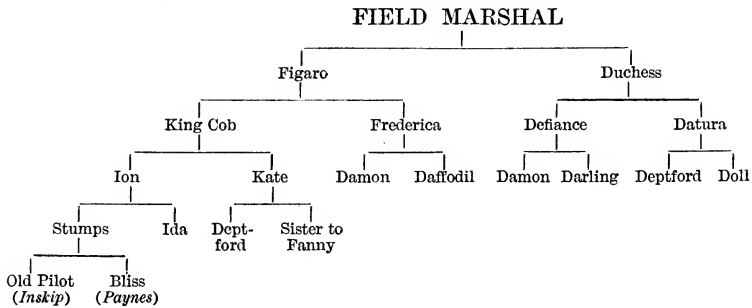 FIELD MARSHAL
Figaro Duchess
King Cob Frederica Defiance Datura
Ion Kate Damon Daffodil Damon Darling Deptford Doll
Stumps Ida Dept-
ford Sister to
Fanny
Old Pilot
(Inskip) Bliss
(Paynes)